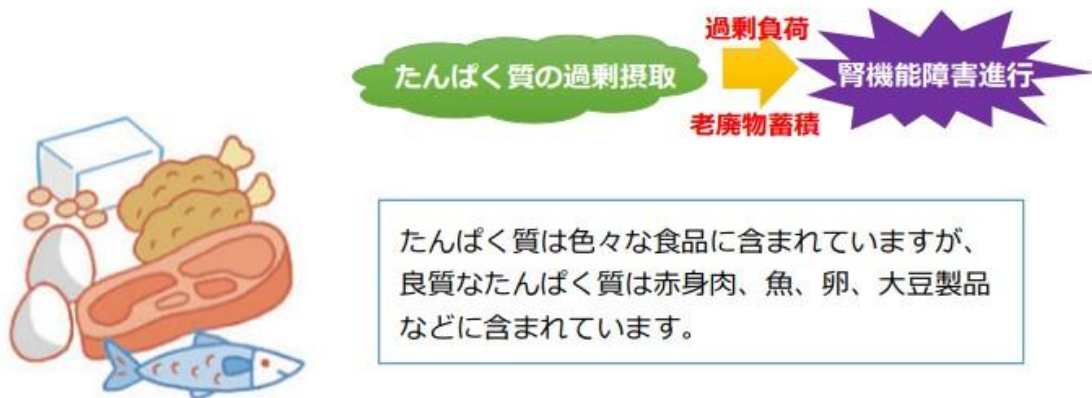 過剰負荷
たんぱく質の過剰摂取
腎機能障害進行
老廃物蓄積
たんぱく質は色々な食品に含まれていますが、
良質なたんぱく質は赤身肉、魚、卵、大豆製品
などに含まれています。